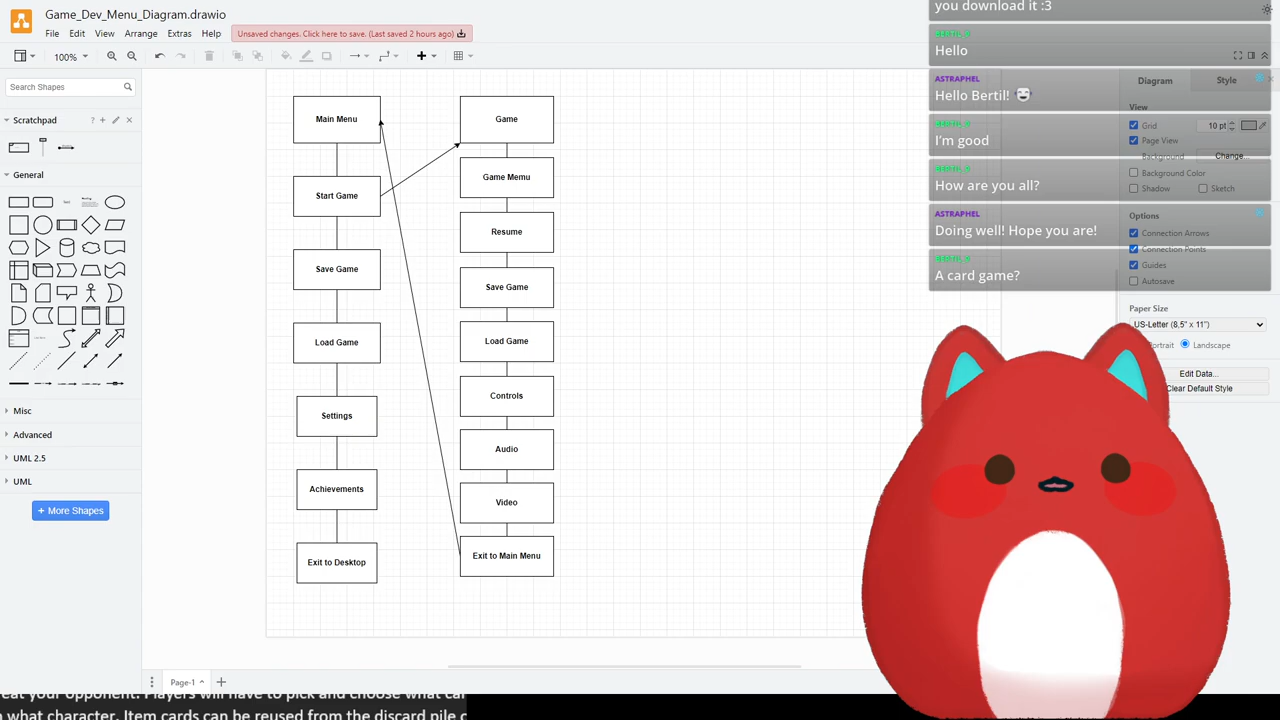 Game_Dev_Menu_Diagram.drawio
File Edit View Arrange Extras Help
Unsaved changes. Click here to save. (Last saved 2 hours ago)
100%
Search Shapes
Scratchpad
General
Misc
Advanced
UML 2.5
UML
+ More Shapes
Main Menu
Start Game
Save Game
Load Game
Settings
Achievements
Exit to Desktop
Game
Game Memu
Resume
Save Game
Load Game
Controls
Audio
Video
Exit to Main Menu
Page-1
you download it :3
BERTIL_D
Hello
ASTRAPHEL
Hello Bertil!
BERTIL_D
I'm good
BERTIL_D
How are you all?
ASTRAPHEL
Doing well! Hope you are!
BERTIL_D
A card game?
Diagram
Style
View
Grid
10 pt
Page View
Background
Change...
Background Color
Shadow
Sketch
Options
Connection Arrows
Connection Points
Guides
Autosave
Paper Size
US-Letter (8,5" x 11")
Landscape
Edit Data...
Clear Default Style
eat your opponent. Players will have to pick and choose what
what character. Item cards can be reused from the discard pile